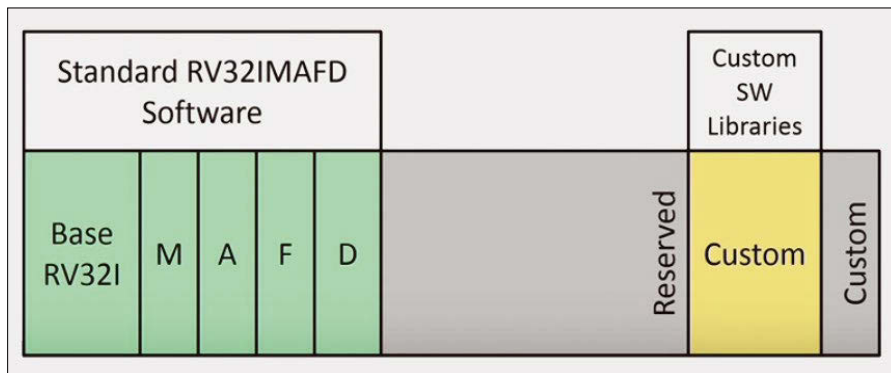 Standard RV32IMAFD
Software
Custom
SW
Libraries
Base
RV32I
M
A
F
D
Reserved
Custom
Custom